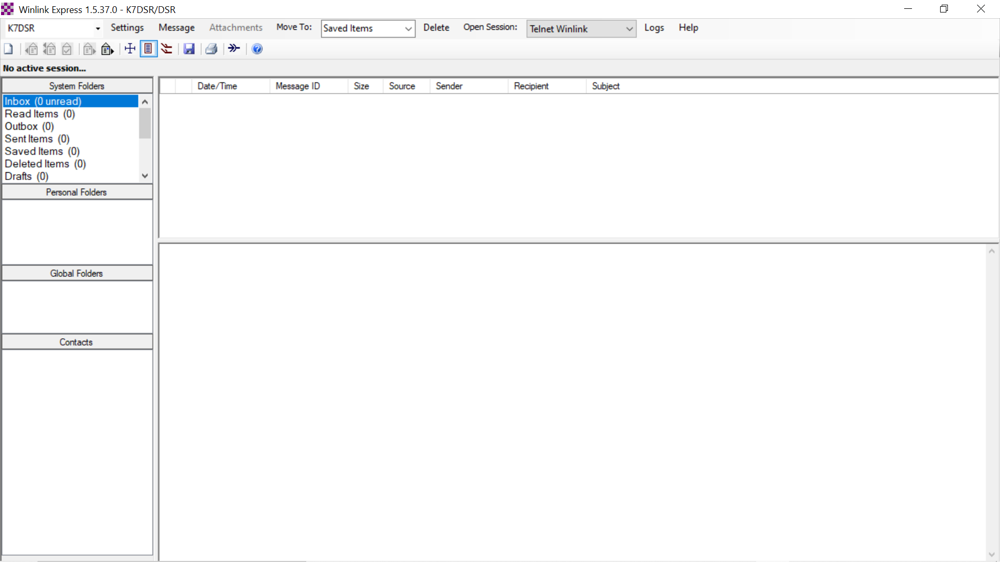 Winlink Express 1.5.37.0 - K7DSR/DSR
K7DSR Settings Message Attachments Move To: Saved Items Delete Open Session: Telnet Winlink Logs Help
No active session...
System Folders
Inbox (0 unread)
Read Items (0)
Outbox (0)
Sent Items (0)
Saved Items (0)
Deleted Items (0)
Drafts (0)
Personal Folders
Global Folders
Contacts
Date/Time Message ID Size Source Sender Recipient Subject